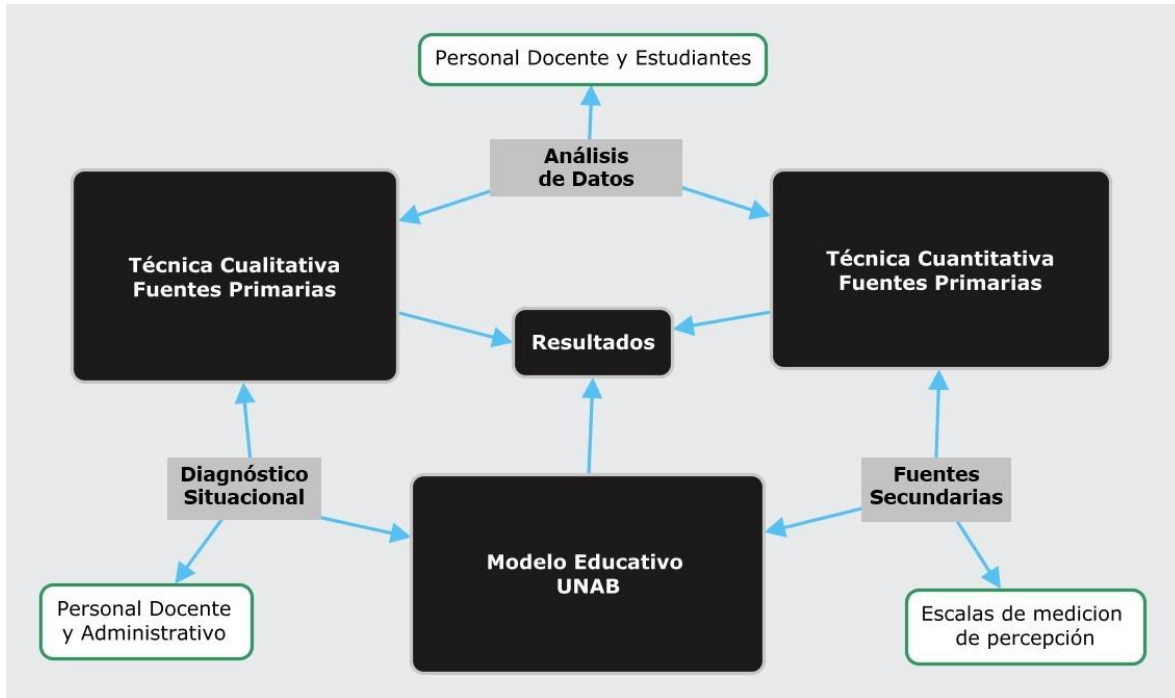 Personal Docente y Estudiantes
Análisis
de Datos
Técnica Cualitativa
Fuentes Primarias
Técnica Cuantitativa
Fuentes Primarias
Resultados
Diagnóstico
Situacional
Fuentes
Secundarias
Modelo Educativo
UNAB
Personal Docente
y Administrativo
Escalas de medicion
de percepción